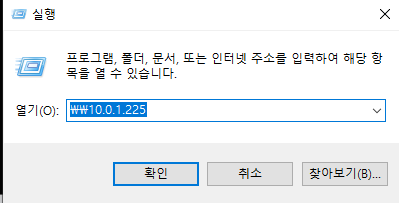 실행
프로그램, 폴더, 문서, 또는 인터넷 주소를 입력하여 해당 항
목을 열 수 있습니다.
열기(O): ₩₩10.0.1.225
확인 취소 찾아보기(B)...